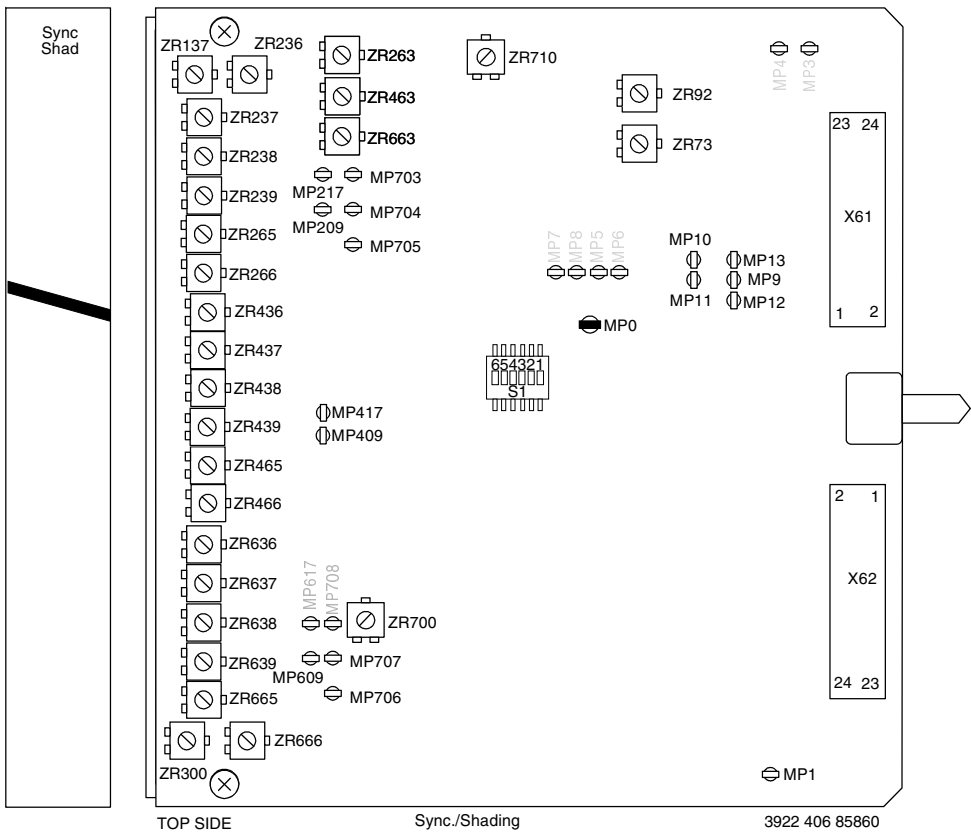 Sync
Shad
ZR137
ZR236
ZR263
ZR710
MP4
MP3
ZR463
ZR92
ZR237
ZR663
ZR73
23 24
ZR238
MP703
MP217
ZR239
MP704
MP209
X61
ZR265
MP705
MP7
MP8
MP5
MP6
MP10
MP13
ZR266
MP9
MP11
MP12
ZR436
1 2
MP0
ZR437
654321
S1
ZR438
MP417
ZR439
MP409
ZR465
ZR466
2 1
ZR636
ZR637
MP617
MP708
X62
ZR638
ZR700
ZR639
MP707
MP609
24 23
ZR665
MP706
ZR666
ZR300
MP1
TOP SIDE
Sync./Shading
3922 406 85860